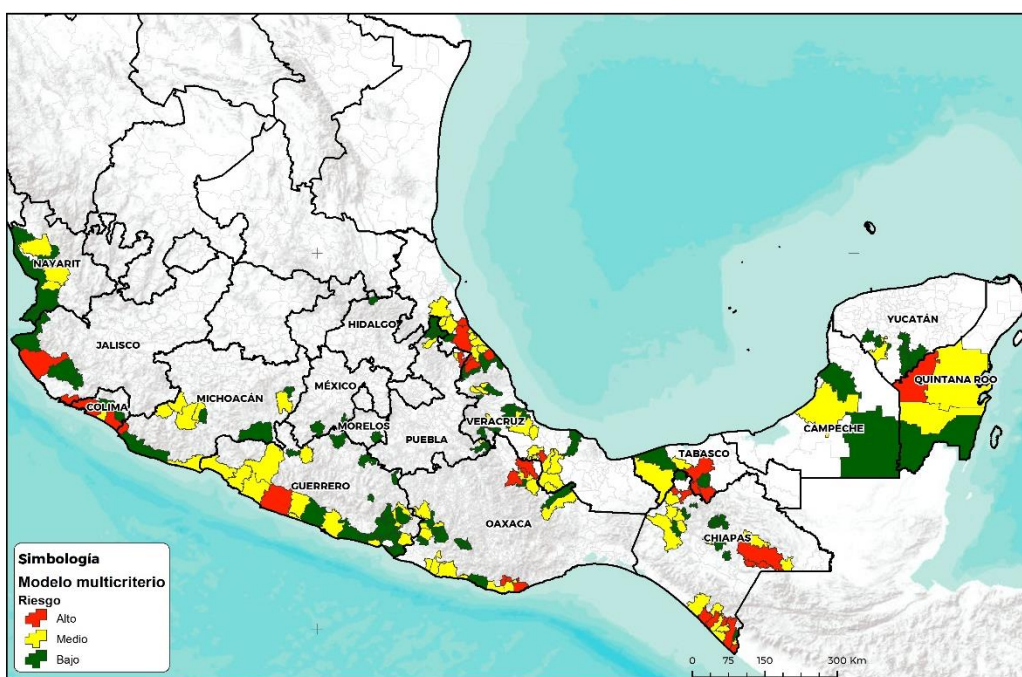 YUCATÁN
NAYARIT
HIDALGO
JALISCO
QUINTANA ROO
MÉXICO
MICHOACÁN
COLIMA
MORELOS
VERACRUZ
CAMPECHE
PUEBLA
TABASCO
GUERRERO
OAXACA
CHIAPAS
Simbología
Modelo multicriterio
Riesgo
Alto
Medio
Bajo
0 75 150 300 Km